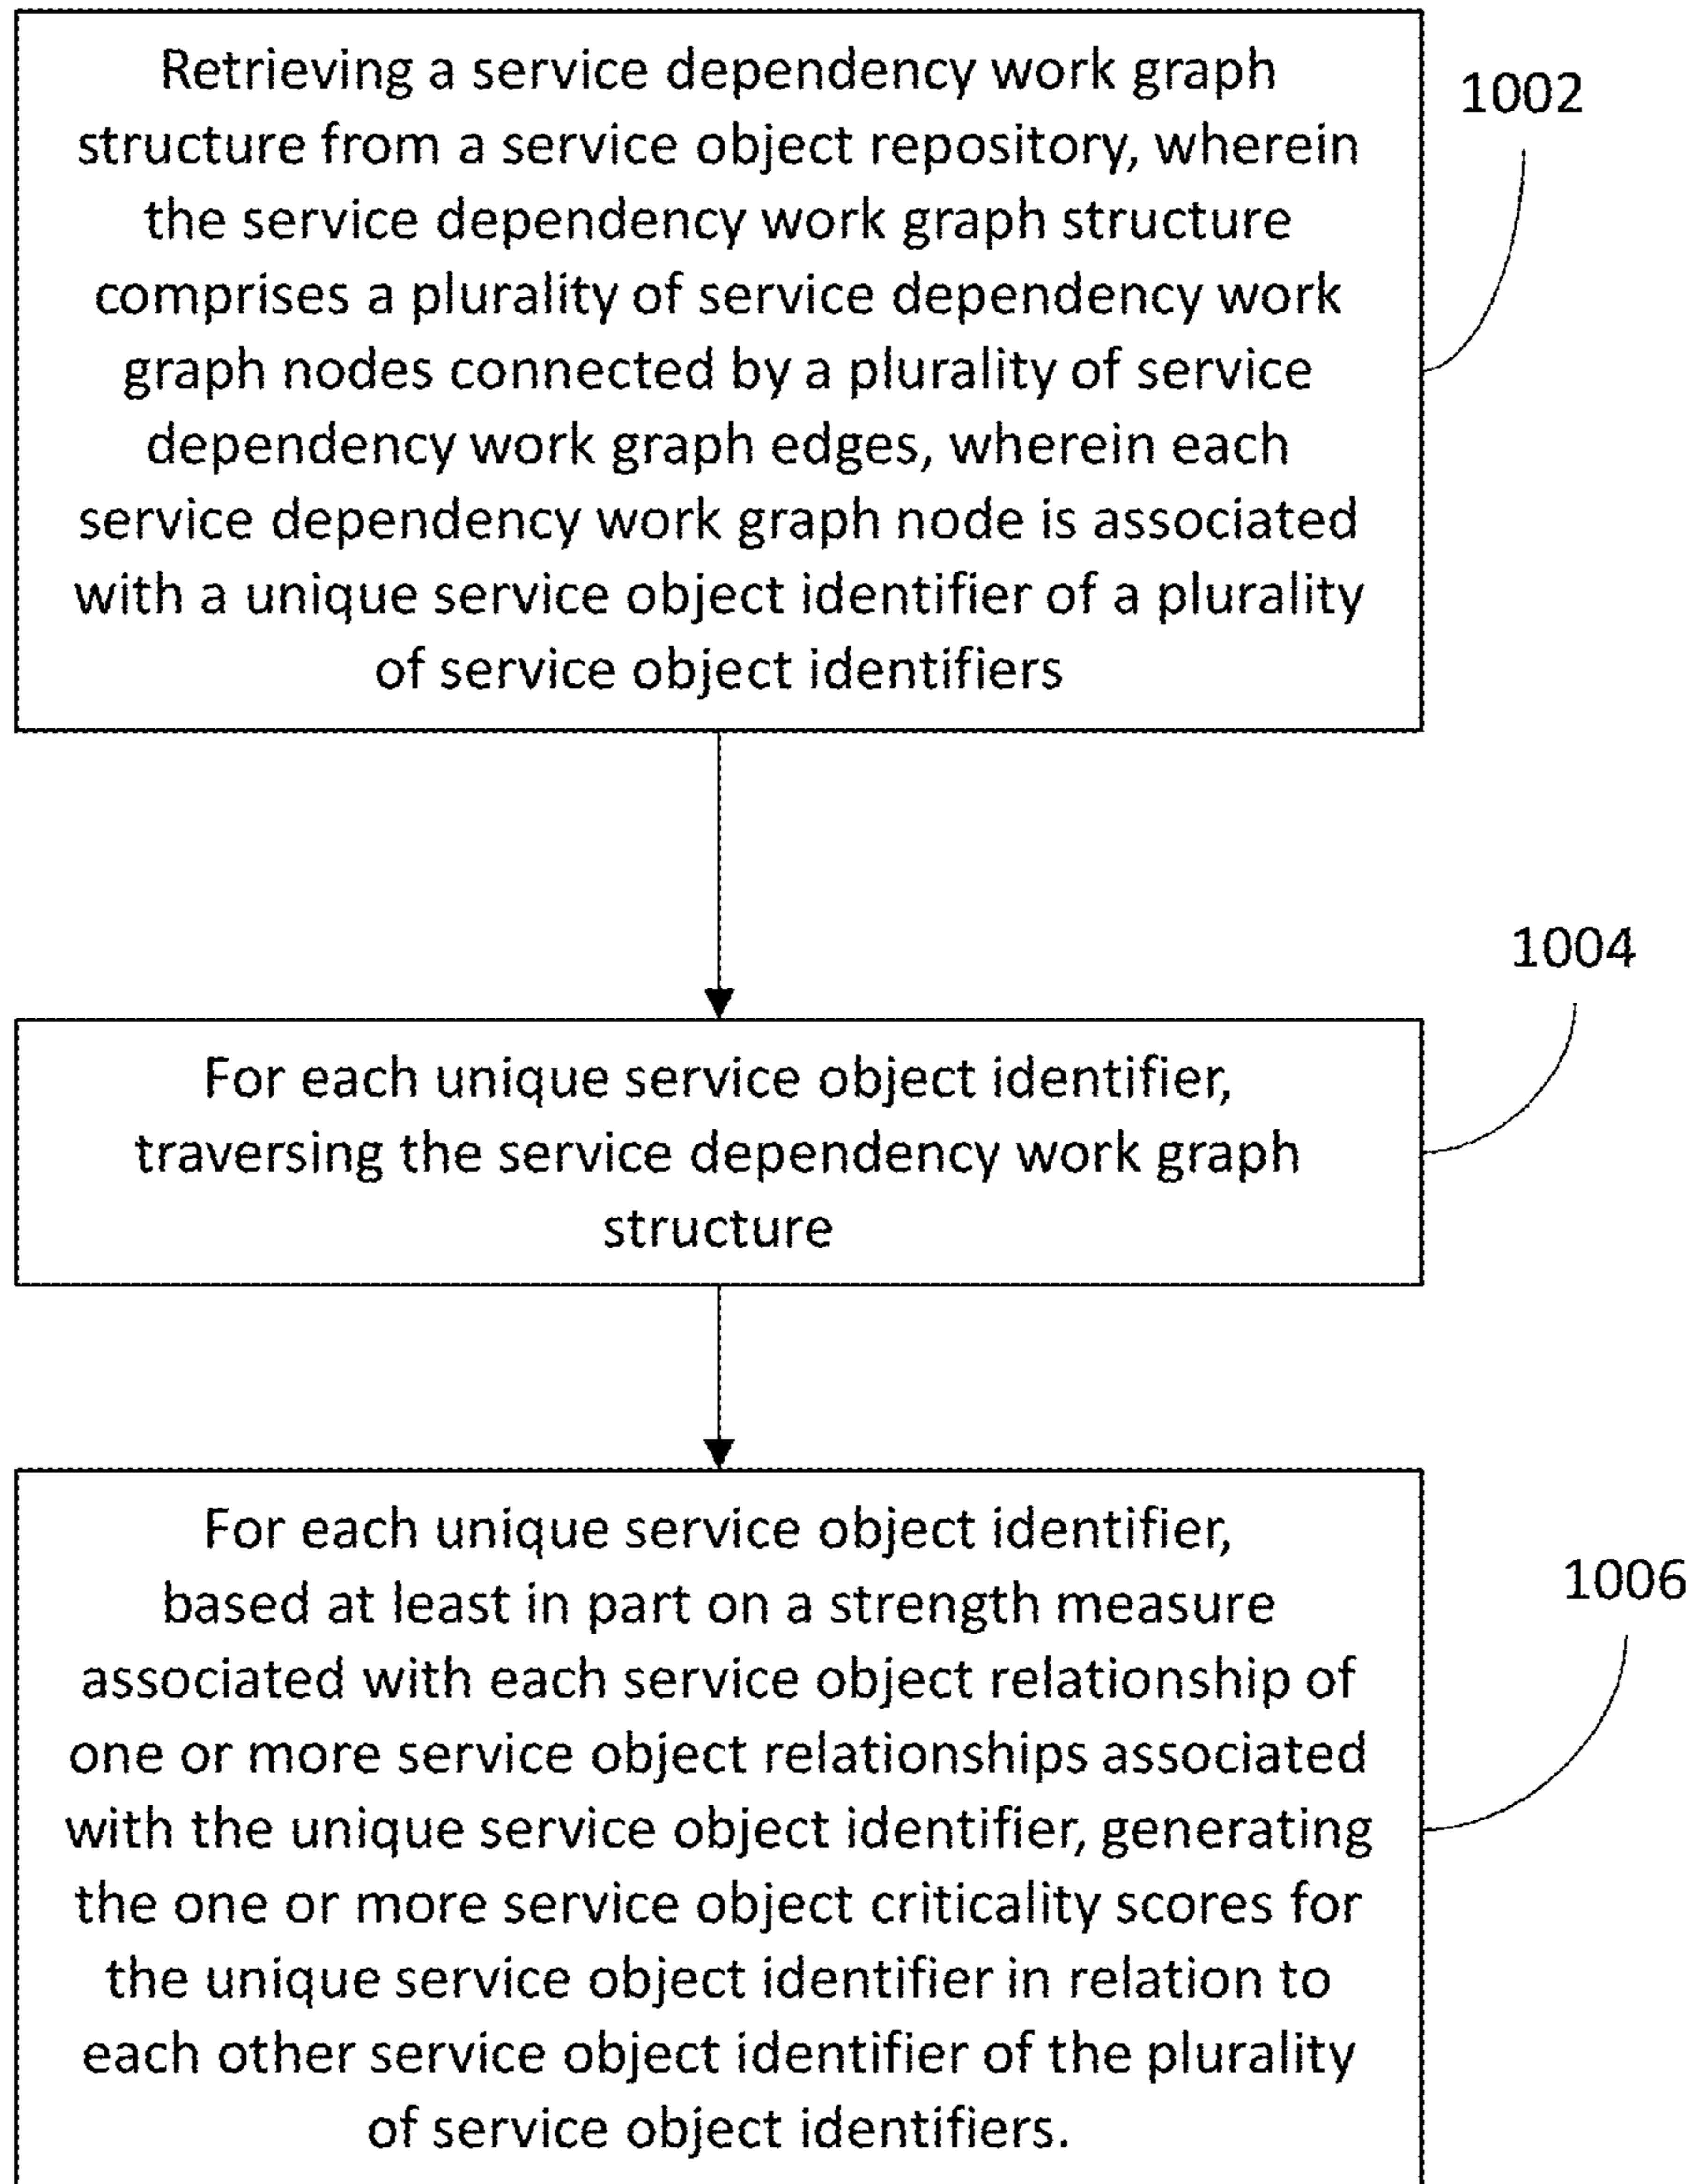 Retrieving a service dependency work graph
structure from a service object repository, wherein
the service dependency work graph structure
comprises a plurality of service dependency work
graph nodes connected by a plurality of service
dependency work graph edges, wherein each
service dependency work graph node is associated
with a unique service object identifier of a plurality
of service object identifiers
1002
For each unique service object identifier,
traversing the service dependency work graph
structure
1004
For each unique service object identifier,
based at least in part on a strength measure
associated with each service object relationship of
one or more service object relationships associated
with the unique service object identifier, generating
the one or more service object criticality scores for
the unique service object identifier in relation to
each other service object identifier of the plurality
of service object identifiers.
1006